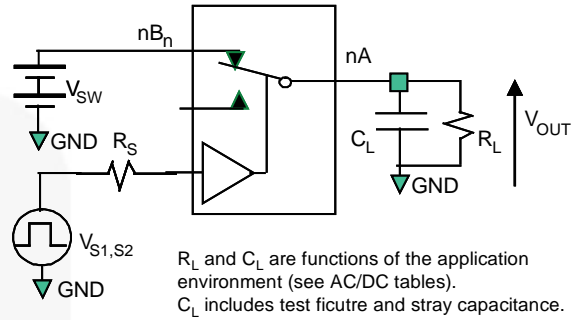 nBn
nA
VSW
GND
RS
CL
RL
VOUT
GND
VS1,S2
GND
RL and CL are functions of the application
environment (see AC/DC tables).
CL includes test ficutre and stray capacitance.